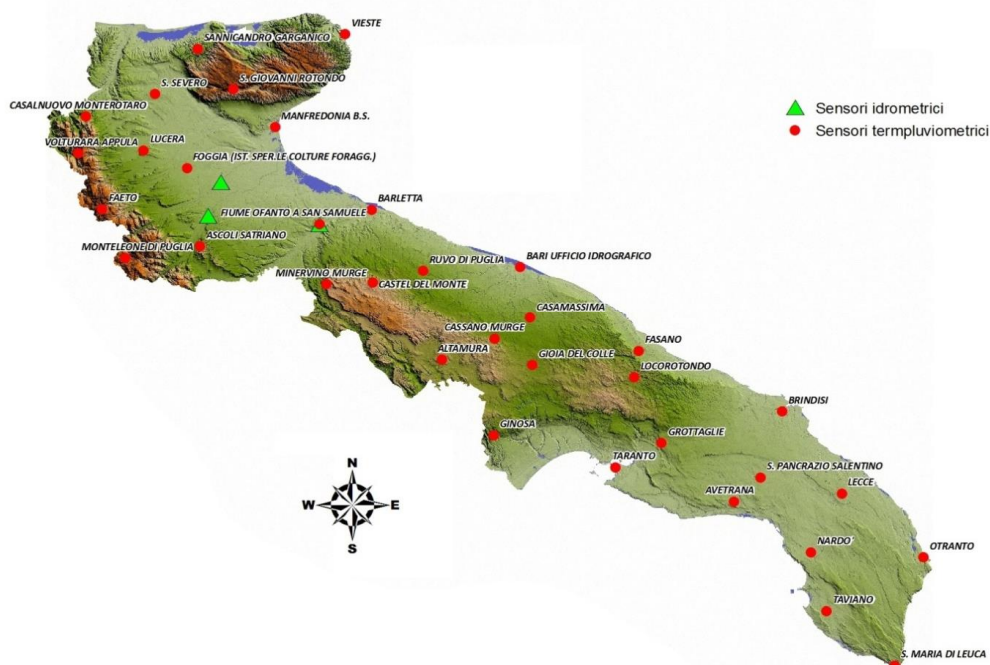 VIESTE
SANNICANDRO GARGANICO
S. GIOVANNI ROTONDO
S. SEVERO
CASALNUOVO MONTEROTARO
MANFREDONIA B.S.
Sensori idrometrici
Sensori termpluviometrici
VOLTURARA APPULA
LUCERA
FOGGIA (IST. SPER.LE COLTURE FORAGG.)
FAETO
BARLETTA
FIUME OFANTO A SAN SAMUELE
ASCOLI SATRIANO
MONTELEONE DI PUGLIA
RUVO DI PUGLIA
BARI UFFICIO IDROGRAFICO
MINERVINO MURGE
CASTEL DEL MONTE
CASAMASSIMA
CASSANO MURGE
FASANO
ALTAMURA
GIOIA DEL COLLE
LOCOROTONDO
BRINDISI
GINOSA
GROTTAGLIE
TARANTO
S. PANCRAZIO SALENTINO
LECCE
AVETRANA
N
W
E
S
NARDO'
OTRANTO
TAVIANO
S. MARIA DI LEUCA